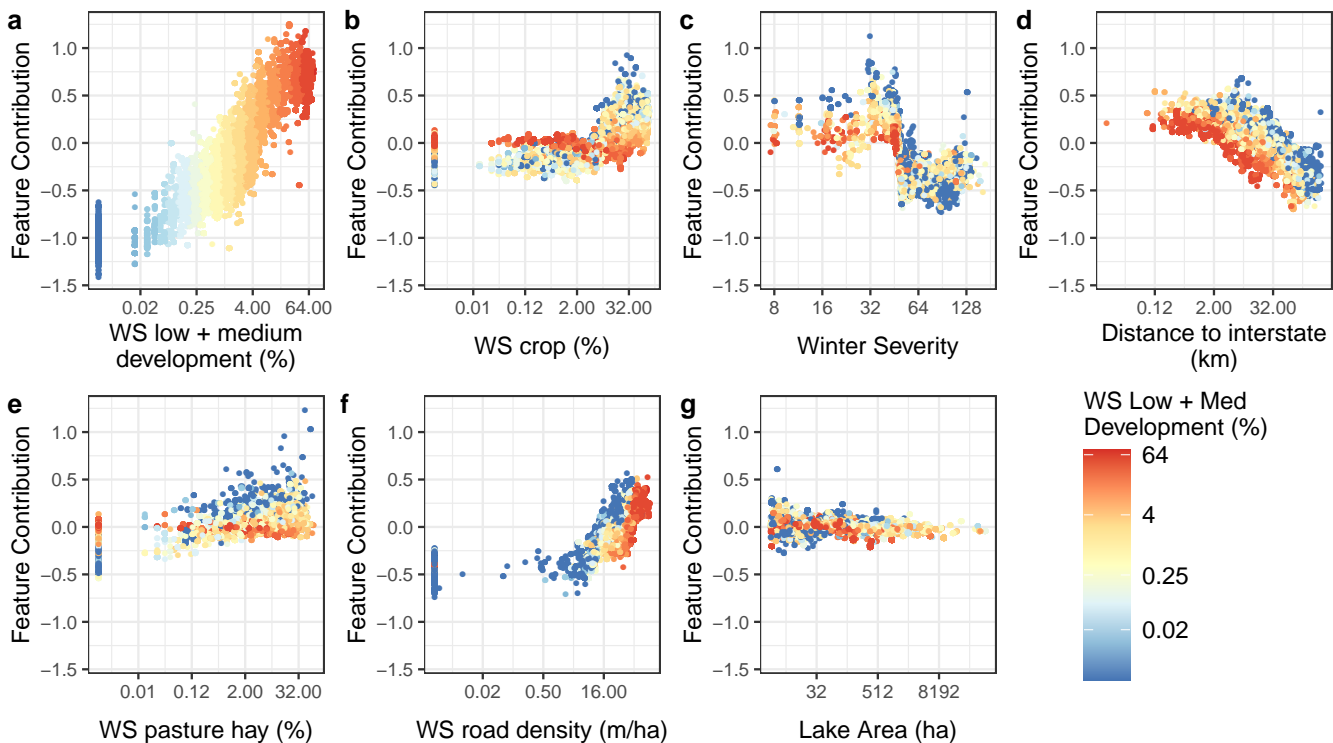 a
b
c
d
Feature Contribution
1.0
0.5
0.0
−0.5
−1.0
−1.5
0.02 0.25 4.00 64.00
WS low + medium
development (%)
Feature Contribution
1.0
0.5
0.0
−0.5
−1.0
−1.5
0.01 0.12 2.00 32.00
WS crop (%)
Feature Contribution
1.0
0.5
0.0
−0.5
−1.0
−1.5
8 16 32 64 128
Winter Severity
Feature Contribution
1.0
0.5
0.0
−0.5
−1.0
−1.5
0.12 2.00 32.00
Distance to interstate
(km)
e
f
g
Feature Contribution
1.0
0.5
0.0
−0.5
−1.0
−1.5
0.01 0.12 2.00 32.00
WS pasture hay (%)
Feature Contribution
1.0
0.5
0.0
−0.5
−1.0
−1.5
0.02 0.50 16.00
WS road density (m/ha)
Feature Contribution
1.0
0.5
0.0
−0.5
−1.0
−1.5
32 512 8192
Lake Area (ha)
WS Low + Med
Development (%)
64
4
0.25
0.02